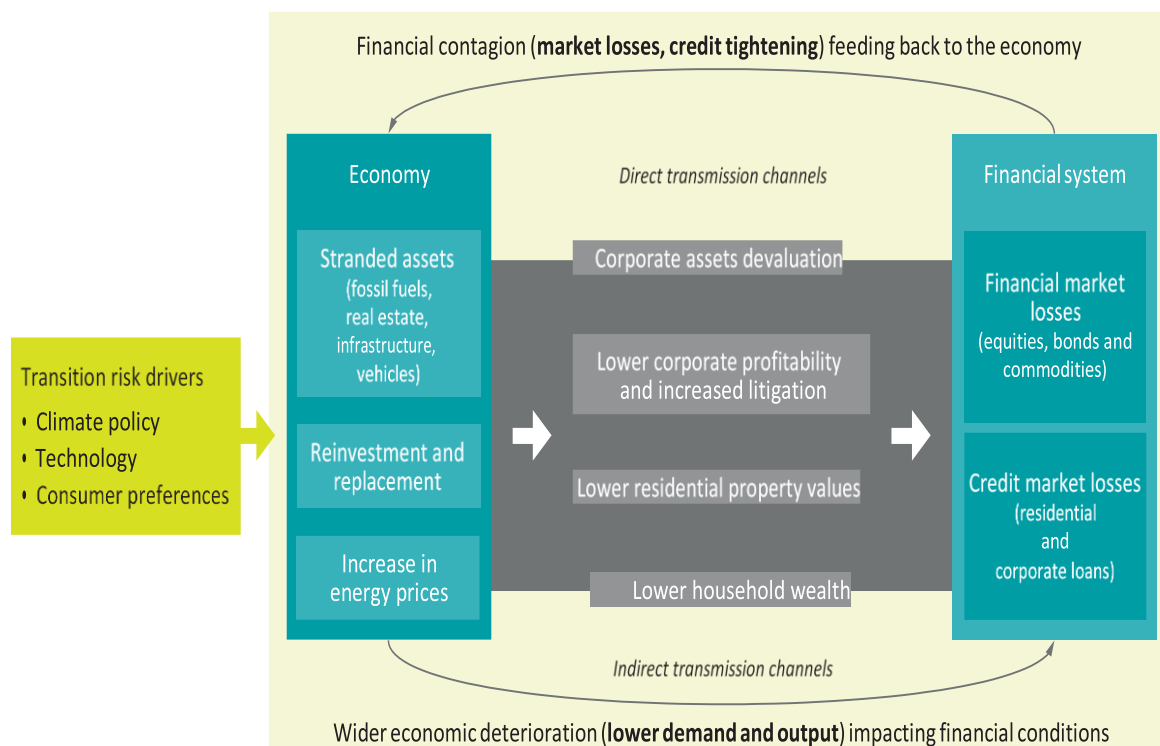 Financial contagion (market losses, credit tightening) feeding back to the economy
Economy
Stranded assets
(fossil fuels,
real estate,
infrastructure,
vehicles)
Reinvestment and
replacement
Increase in
energy prices
Direct transmission channels
Corporate assets devaluation
Lower corporate profitability
and increased litigation
Lower residential property values
Lower household wealth
Indirect transmission channels
Financial system
Financial market
losses
(equities, bonds and
commodities)
Credit market losses
(residential
and
corporate loans)
Transition risk drivers
• Climate policy
• Technology
• Consumer preferences
Wider economic deterioration (lower demand and output) impacting financial conditions